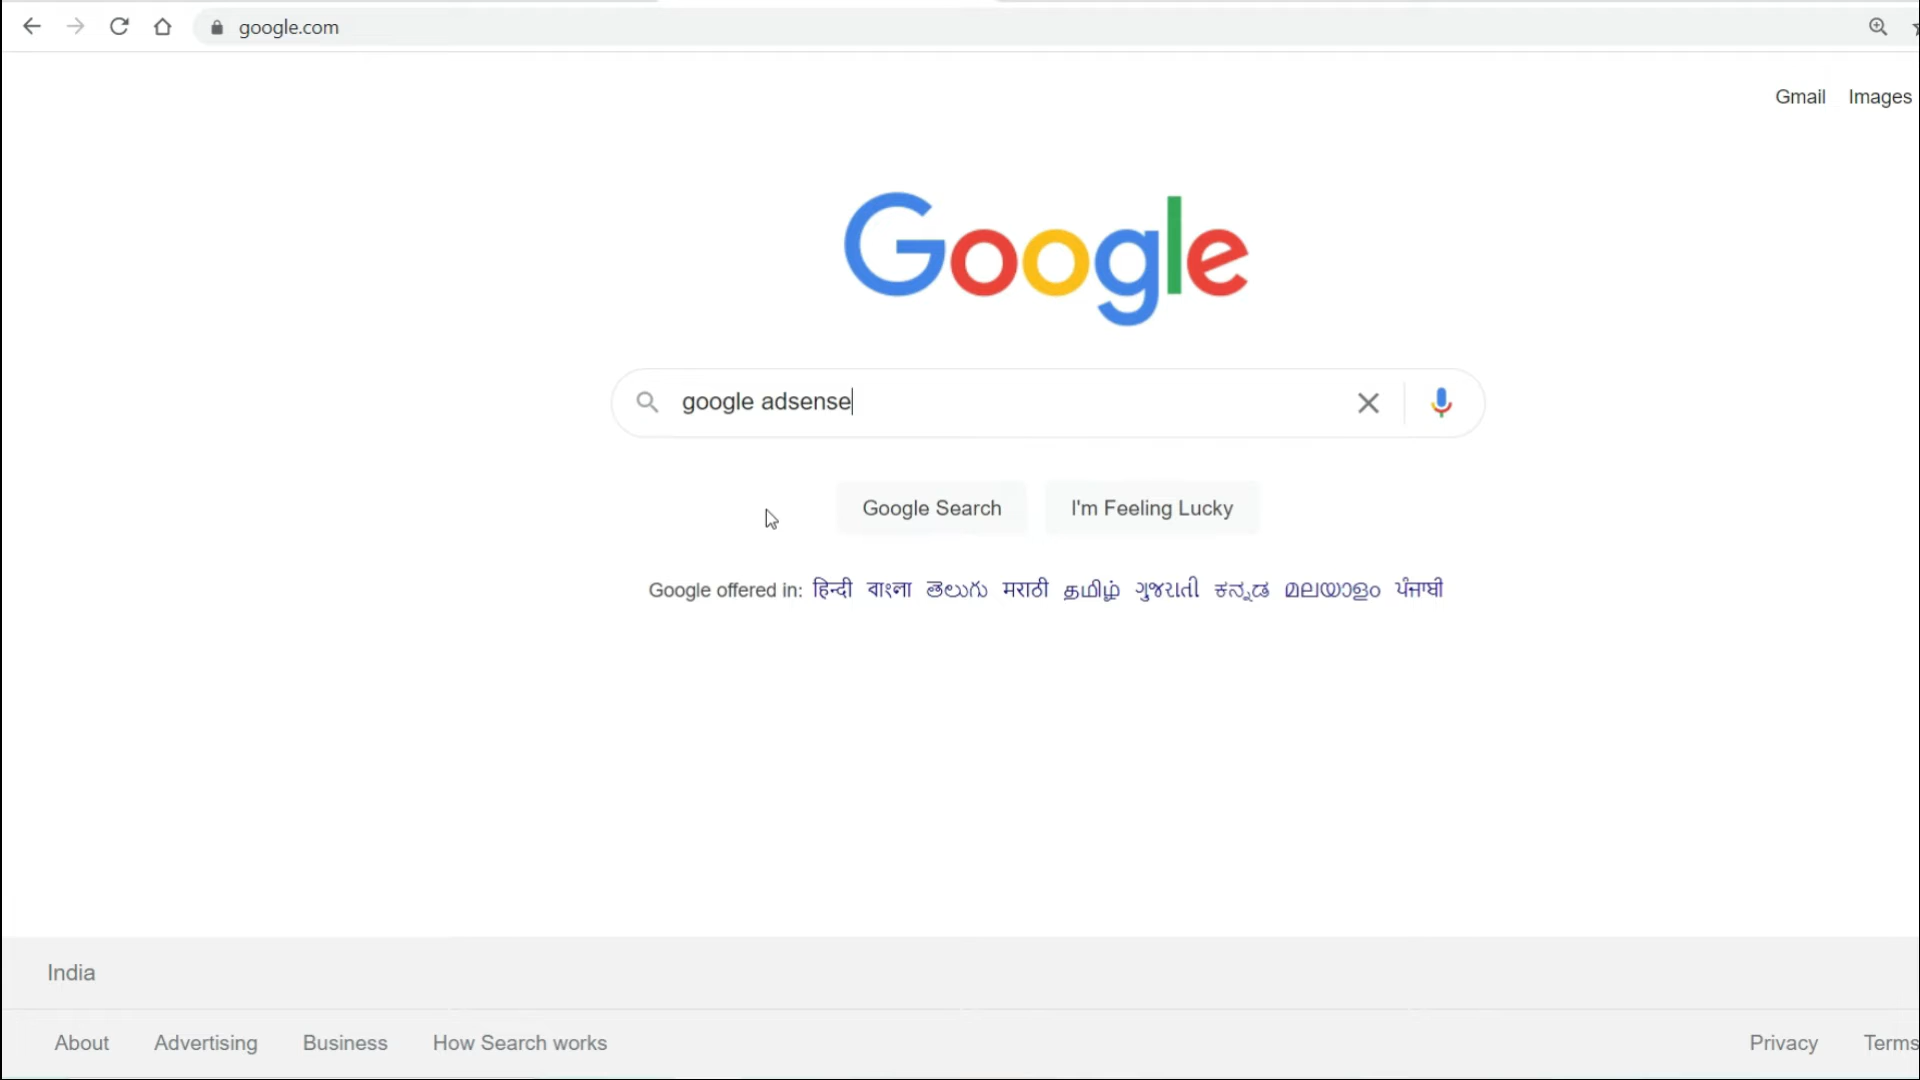 google.com
Gmail Images
Google
google adsense
Google Search I'm Feeling Lucky
Google offered in: हिन्दी বাংলা తెలుగు मराठी தமிழ் ગુજરાતી ಕನ್ನಡ മലയാളം ਪੰਜਾਬੀ
India
About Advertising Business How Search works Privacy Terms